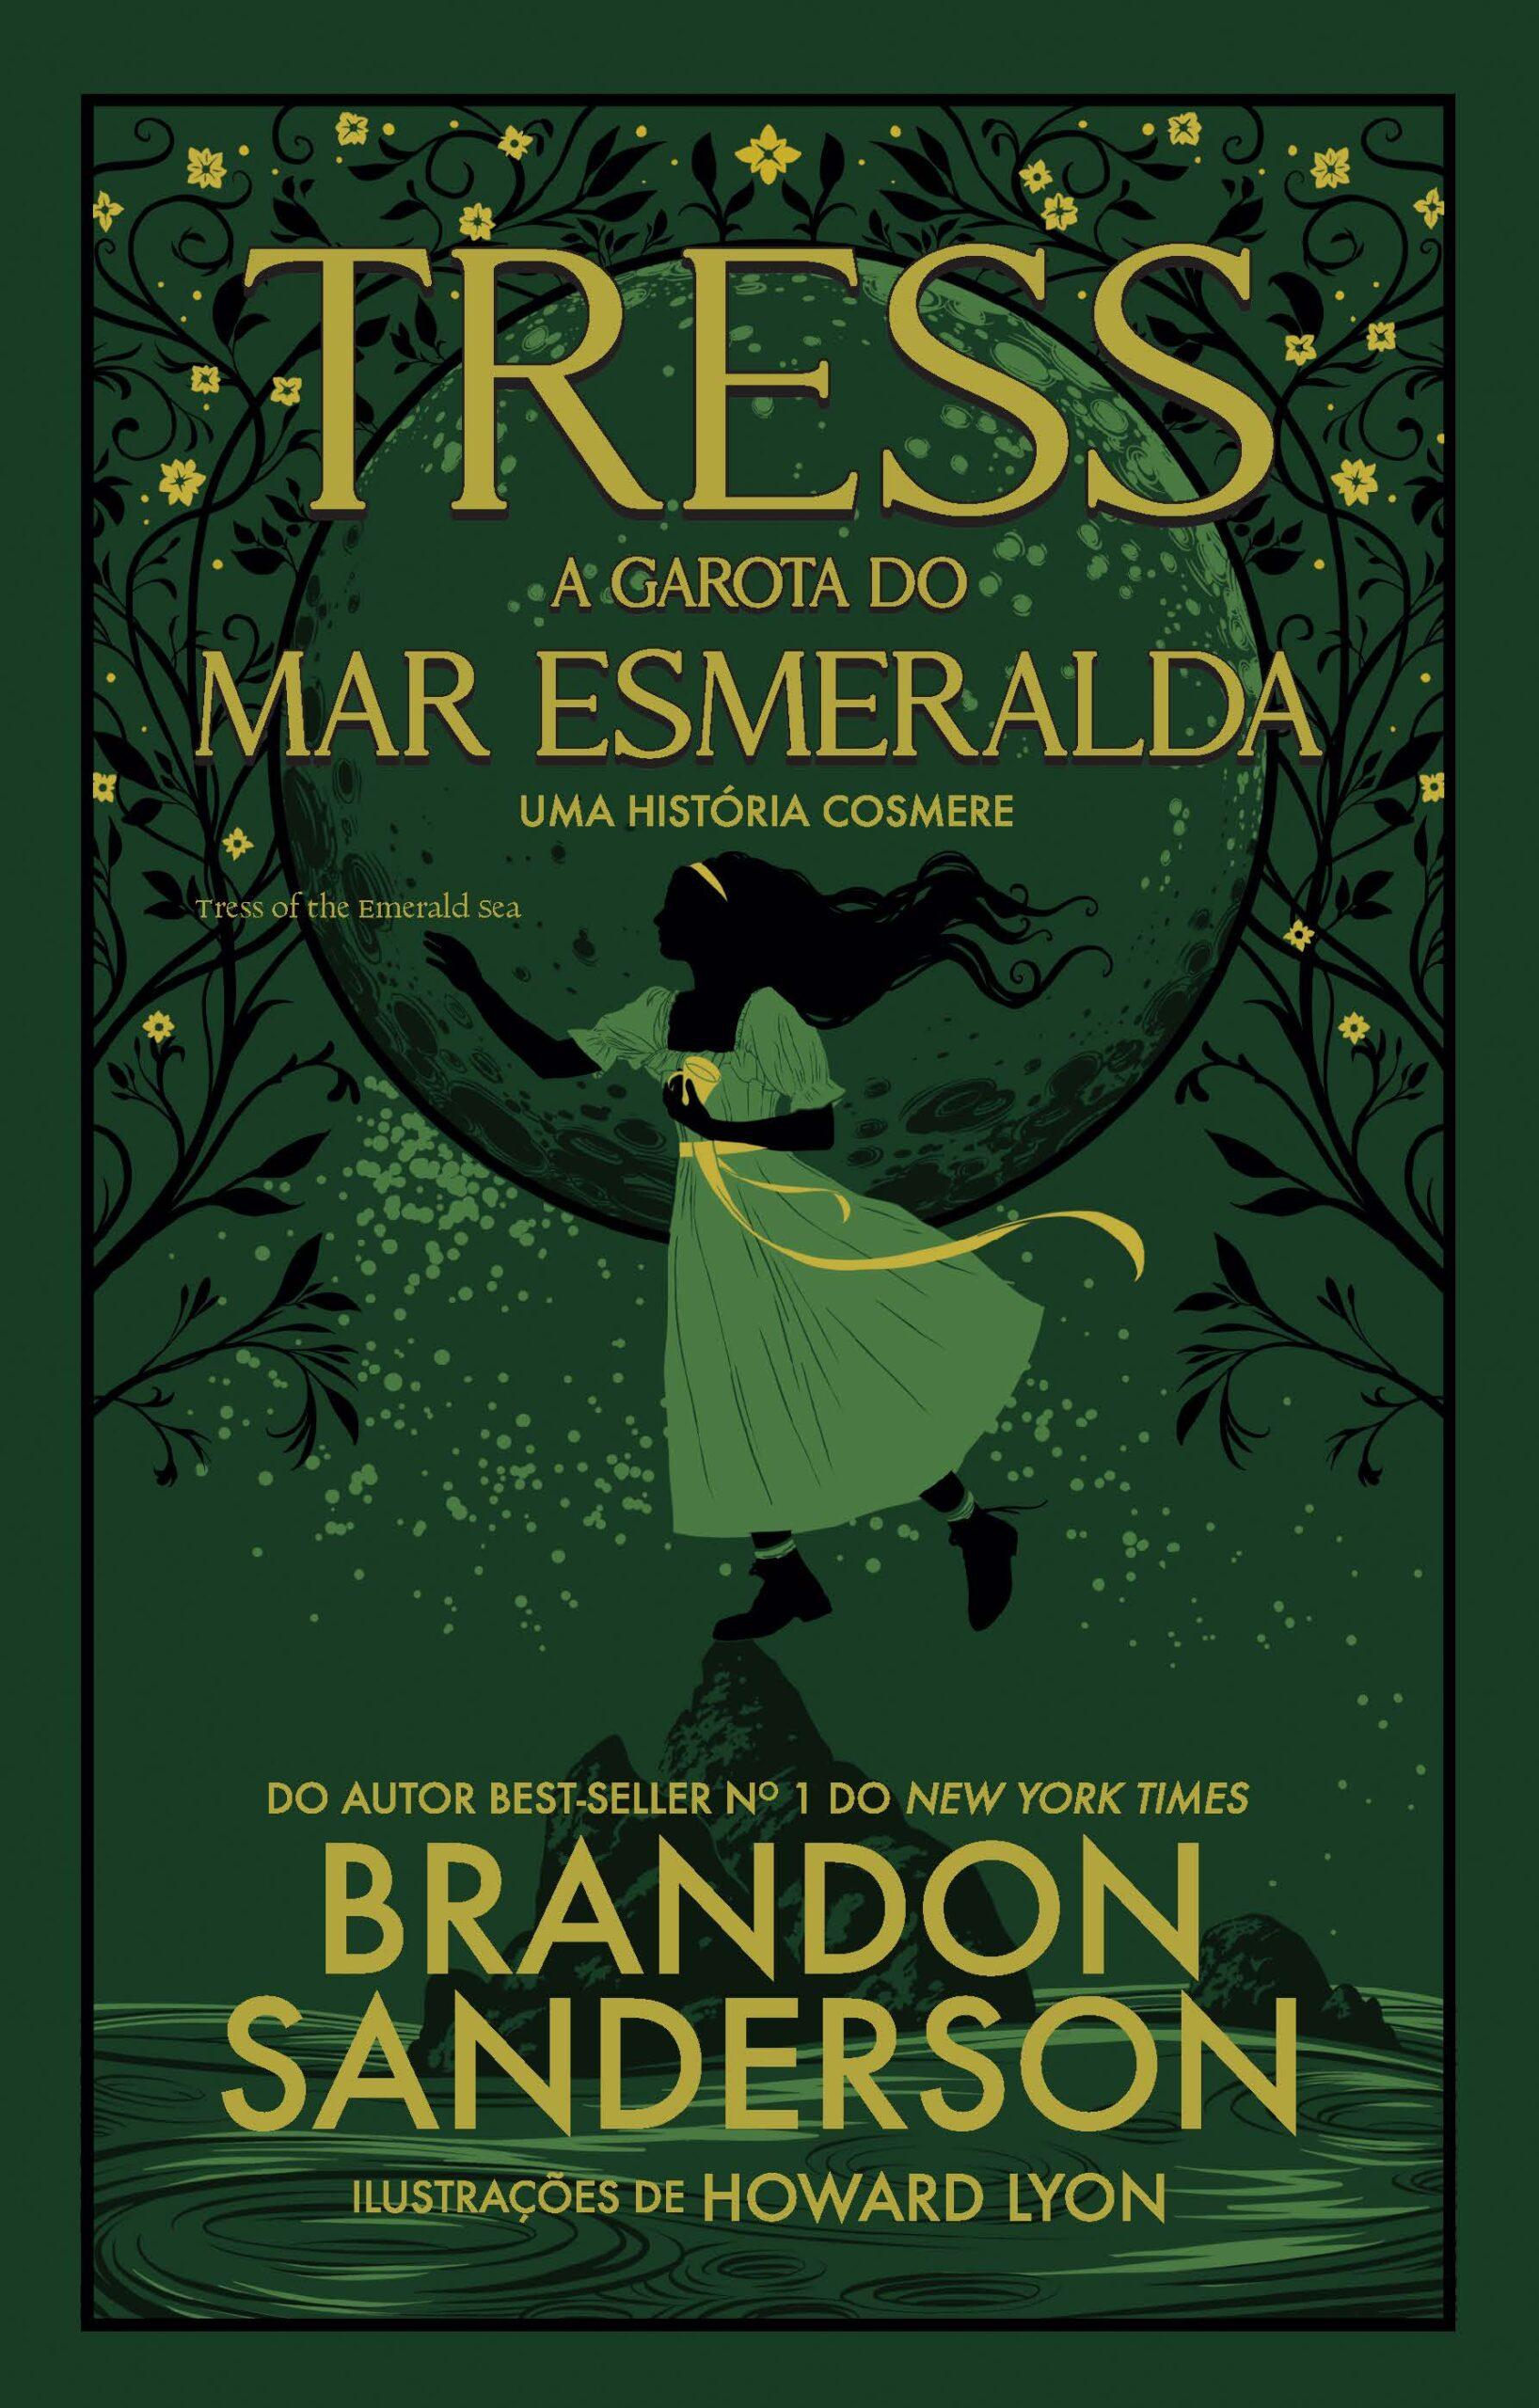 TRESS
A GAROTA DO
MAR ESMERALDA
UMA HISTÓRIA COSMERE
Tress of the Emerald Sea
DO AUTOR BEST-SELLER Nº 1 DO NEW YORK TIMES
BRANDON
SANDERSON
ILUSTRAÇÕES DE HOWARD LYON